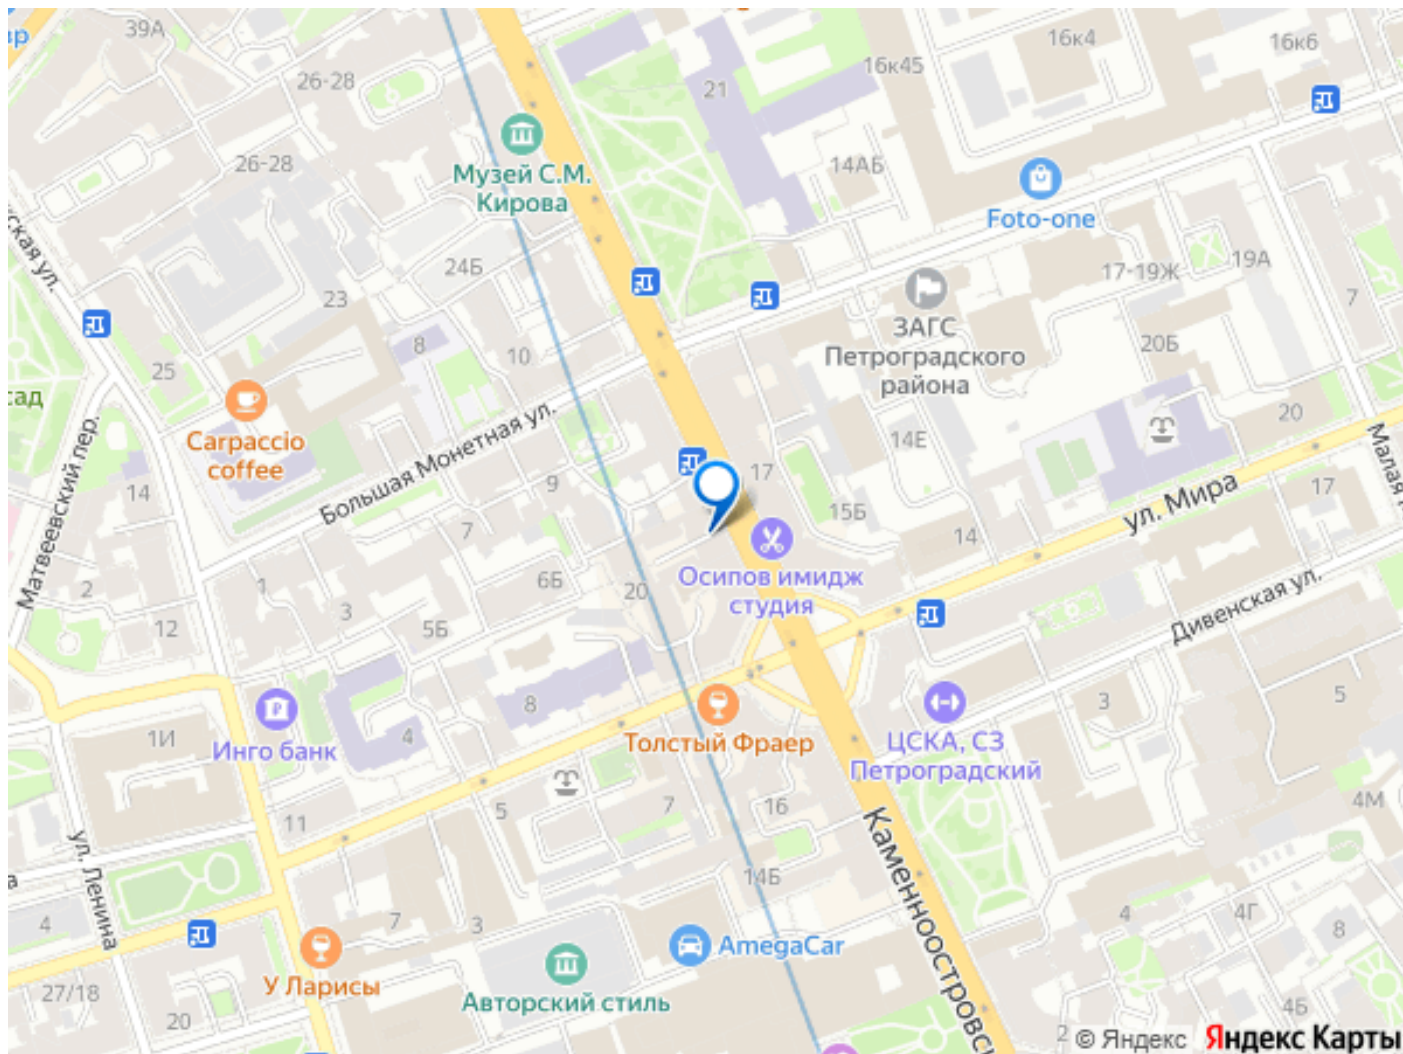 39А
16к4
16к6
16к45
26-28
21
Музей С.М.
Кирова
26-28
14АБ
Foto-one
ская ул.
24Б
17-19Ж
19А
23
7
ЗАГС
Петроградского
района
8
10
20Б
25
сад
Carpaccio
coffee
Большая Монетная ул.
14Е
20
Матвеевский пер.
Малая
14
9
17
ул. Мира
17
7
15Б
14
2
1
6Б
20
Осипов имидж
студия
Дивенская ул.
3
12
5Б
8
3
5
1И
Инго банк
4
Толстый Фраер
ЦСКА, СЗ
Петроградский
11
5
7
16
4М
Каменноостровс
ул. Ленина
14Б
4
7
3
4
4Г
8
AmegaCar
У Ларисы
Авторский стиль
27/18
20
4Б
2
© Яндекс
Яндекс Карты